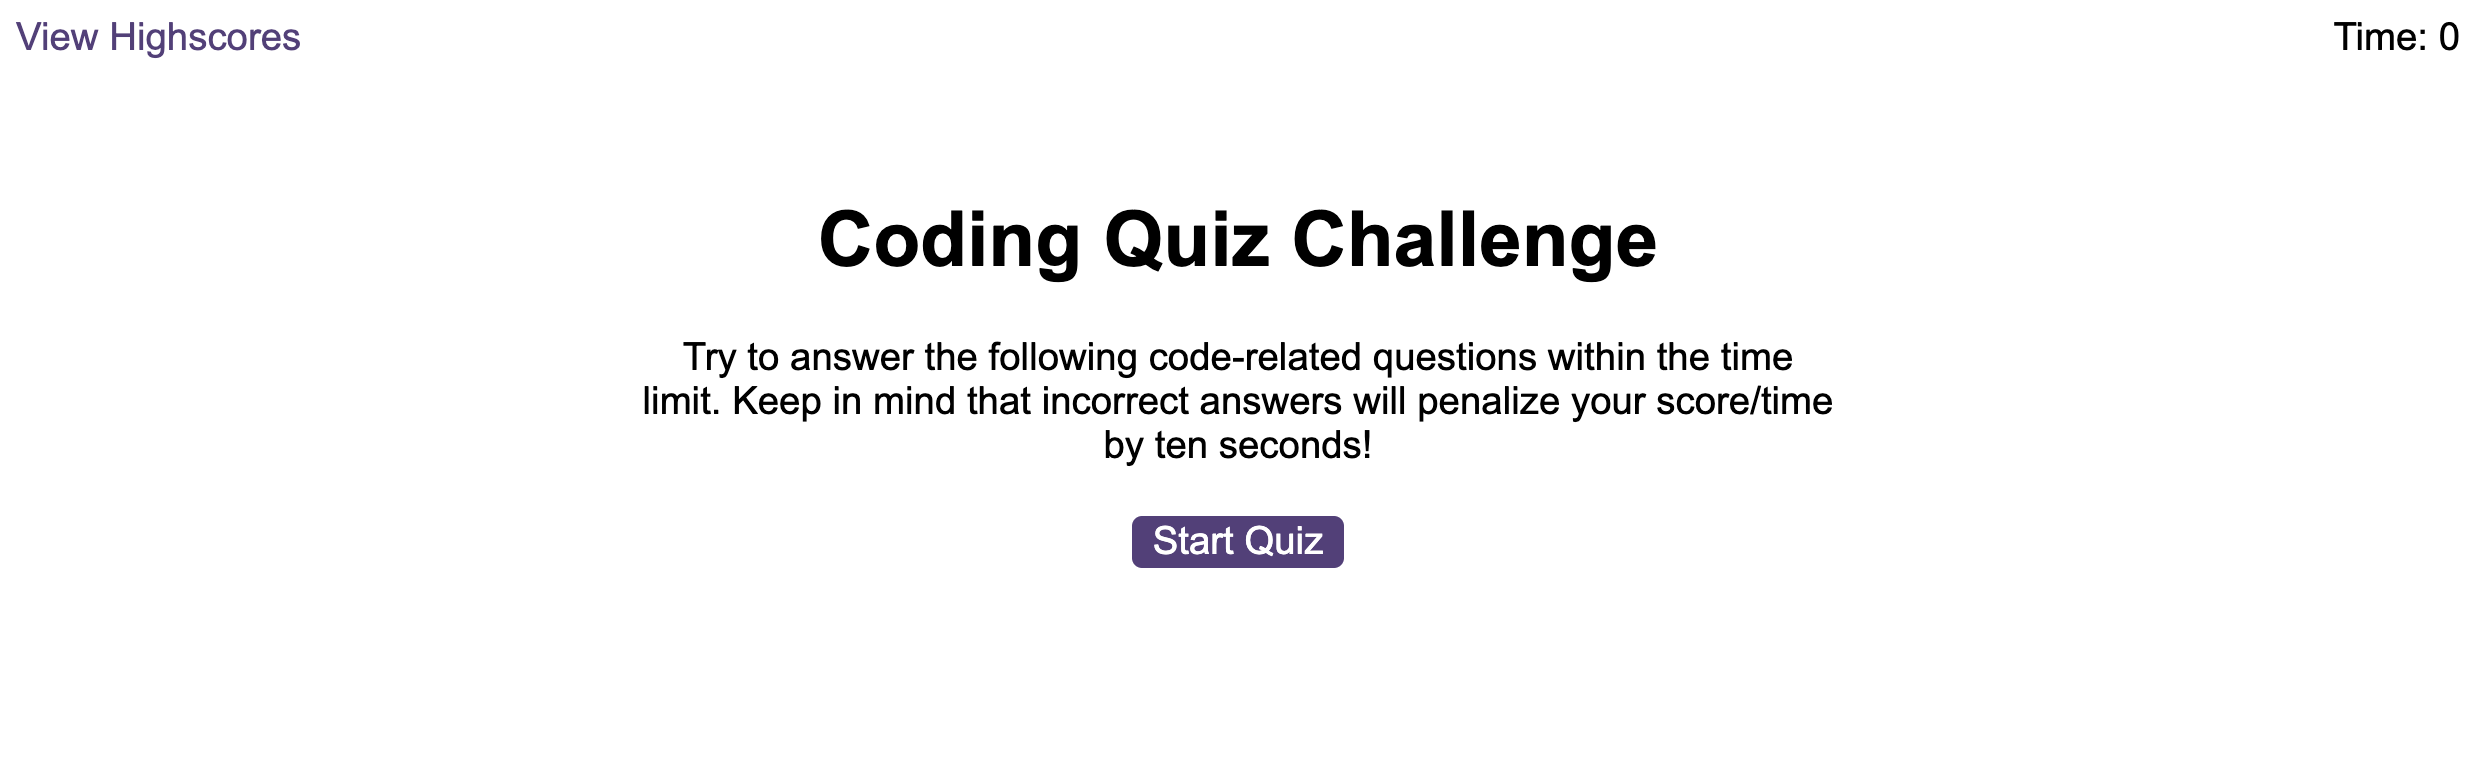 View Highscores
Time: 0
Coding Quiz Challenge
Try to answer the following code-related questions within the time
limit. Keep in mind that incorrect answers will penalize your score/time
by ten seconds!
Start Quiz